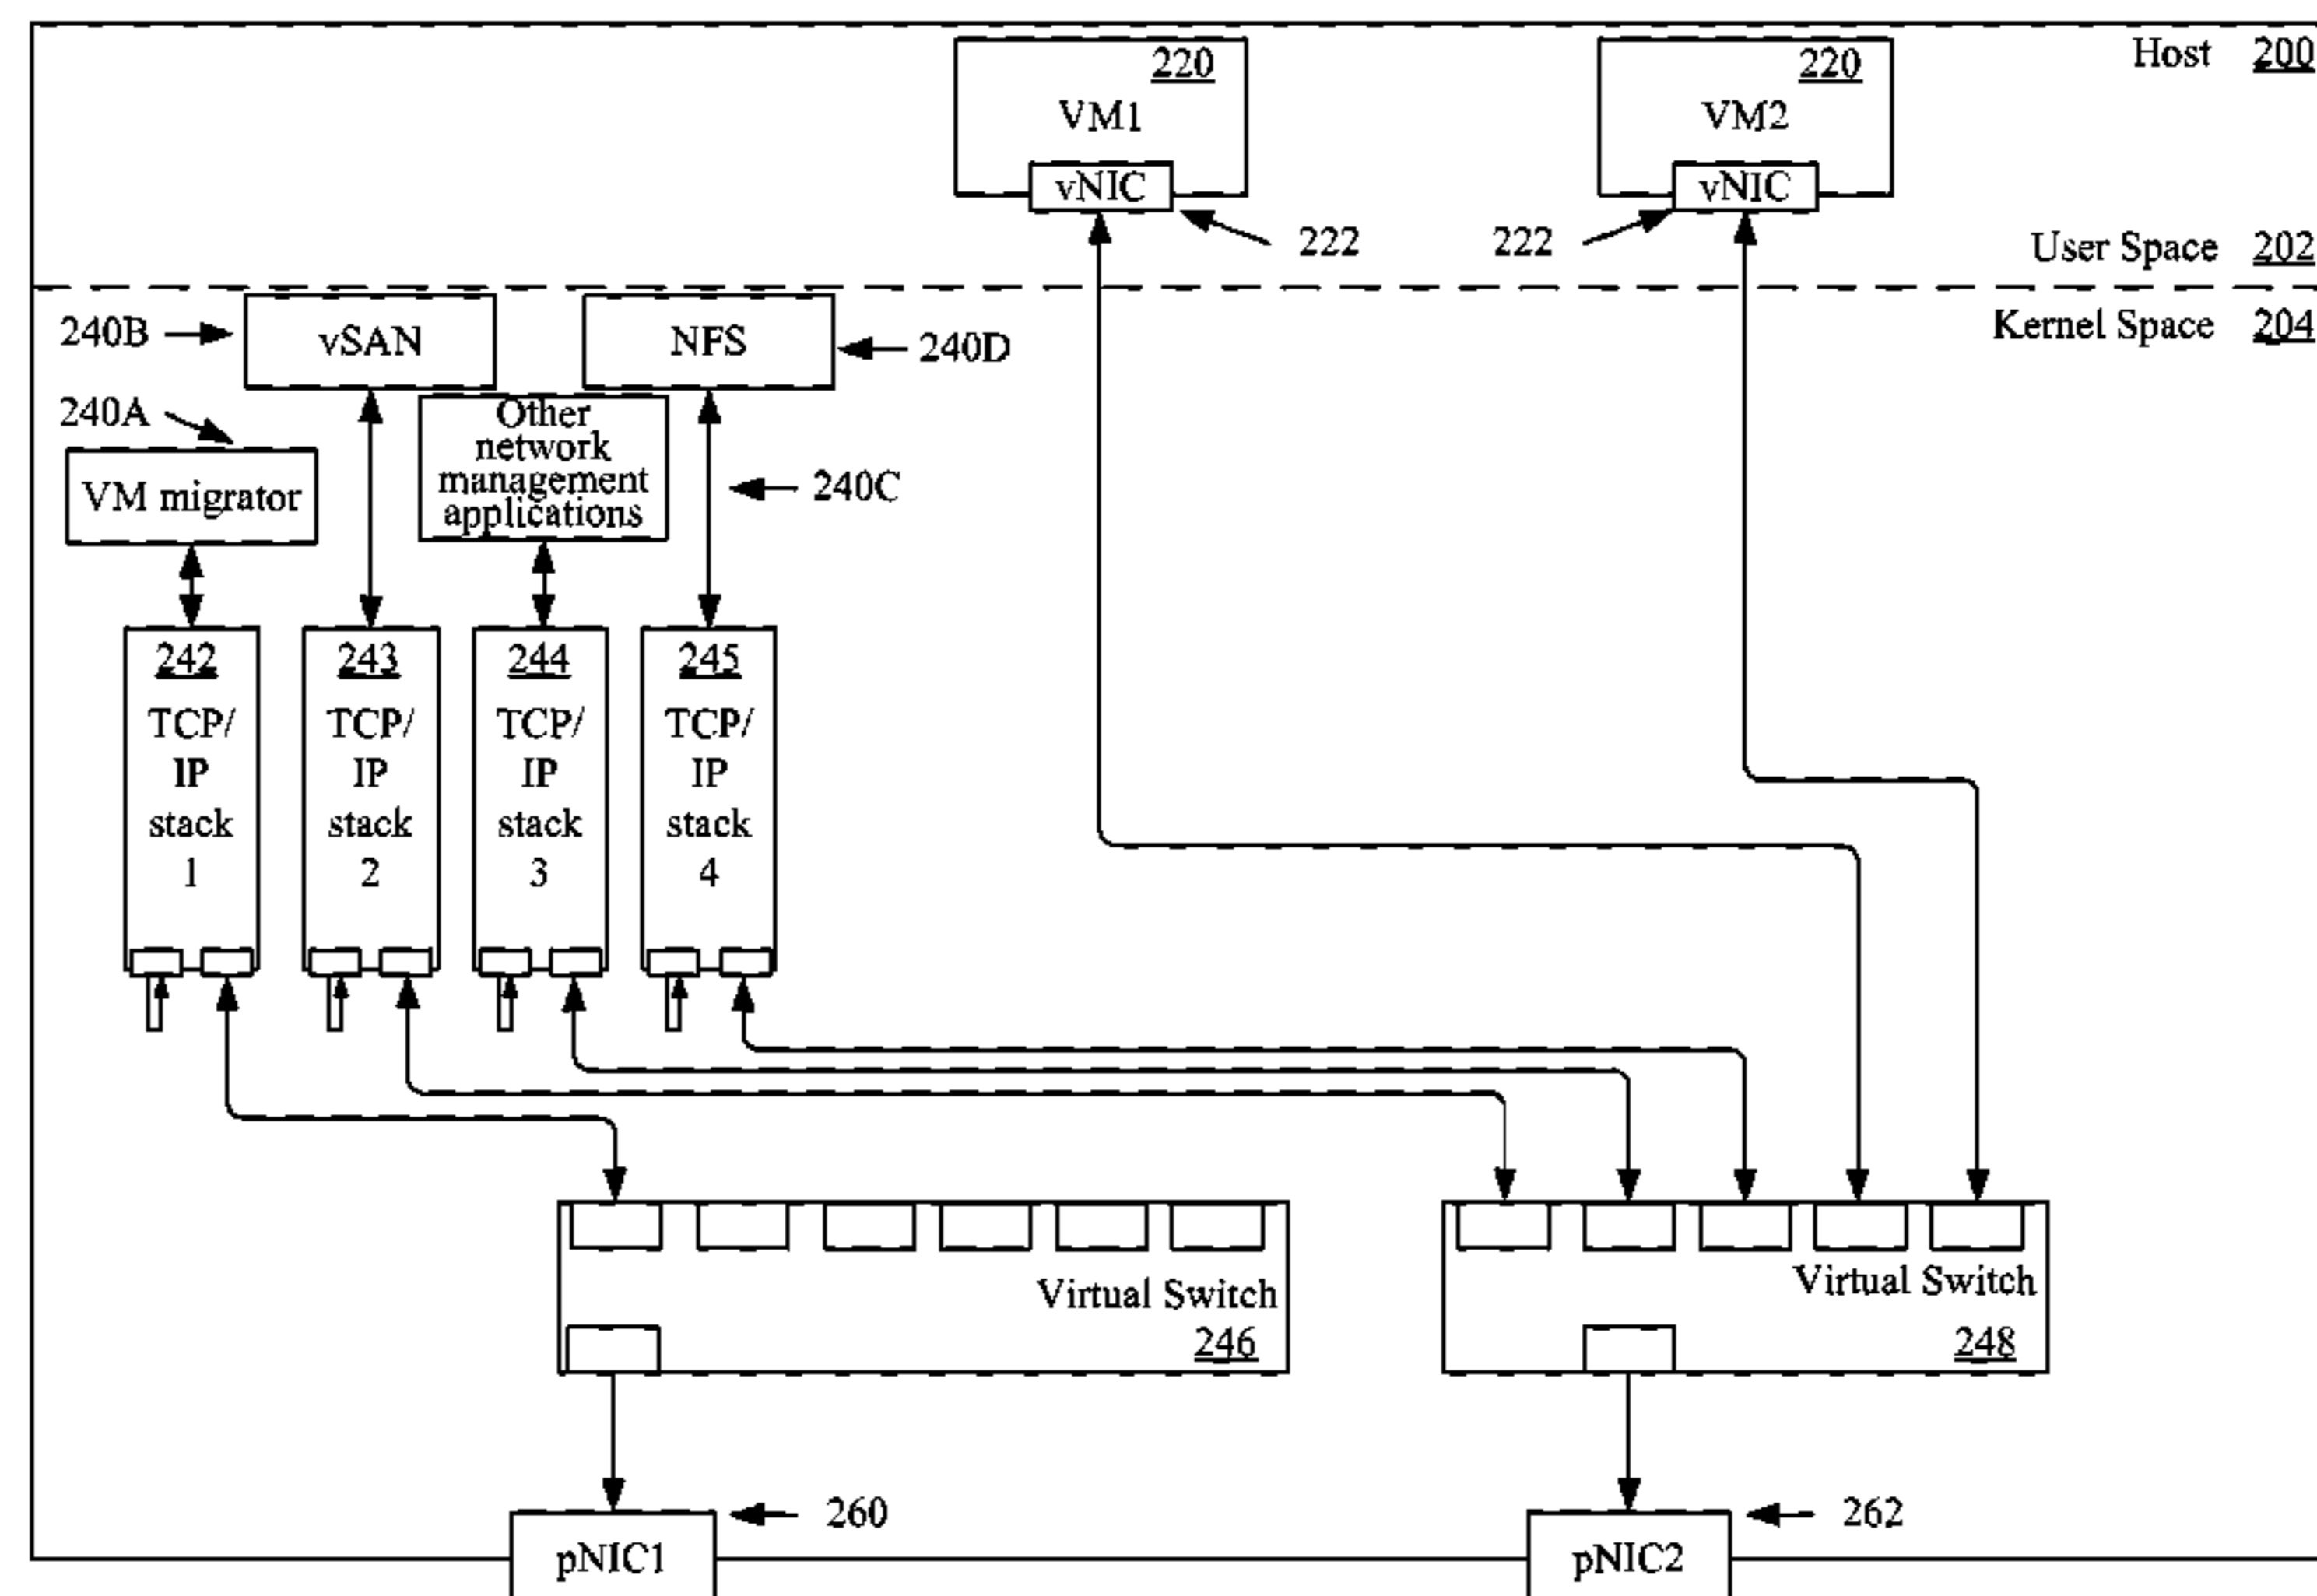 Host 200
220
VM1
vNIC
222
220
VM2
vNIC
222
User Space 202
Kernel Space 204
240B
vSAN
NFS
240D
240A
VM migrator
Other
network
management
applications
240C
242
TCP/
IP
stack
1
243
TCP/
IP
stack
2
244
TCP/
IP
stack
3
245
TCP/
IP
stack
4
Virtual Switch
246
Virtual Switch
248
260
pNIC1
262
pNIC2